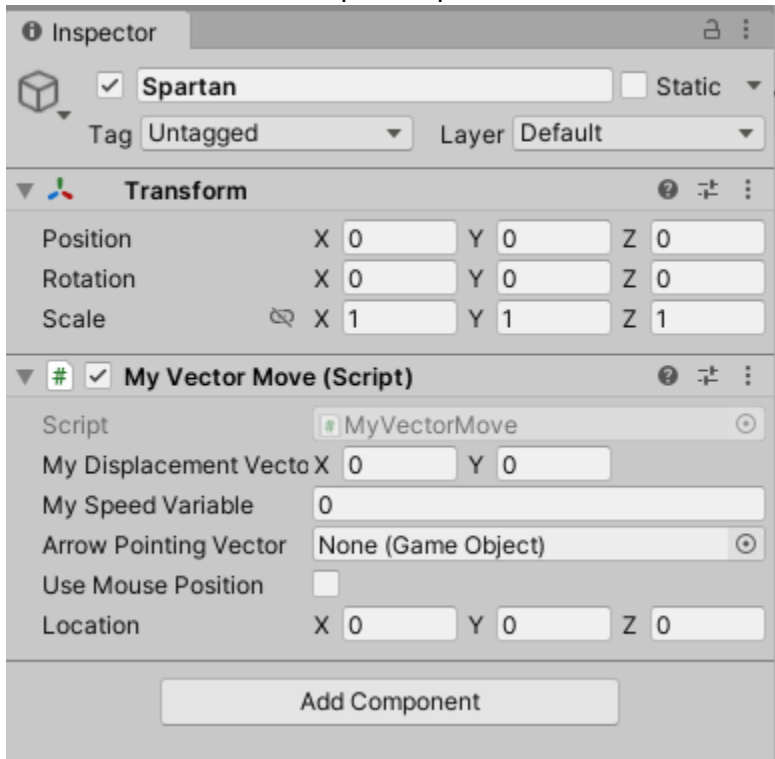 Inspector
Spartan Static
Tag Untagged Layer Default
Transform
Position X 0 Y 0 Z 0
Rotation X 0 Y 0 Z 0
Scale X 1 Y 1 Z 1
# My Vector Move (Script)
Script # MyVectorMove
My Displacement Vecto X 0 Y 0
My Speed Variable 0
Arrow Pointing Vector None (Game Object)
Use Mouse Position
Location X 0 Y 0 Z 0
Add Component